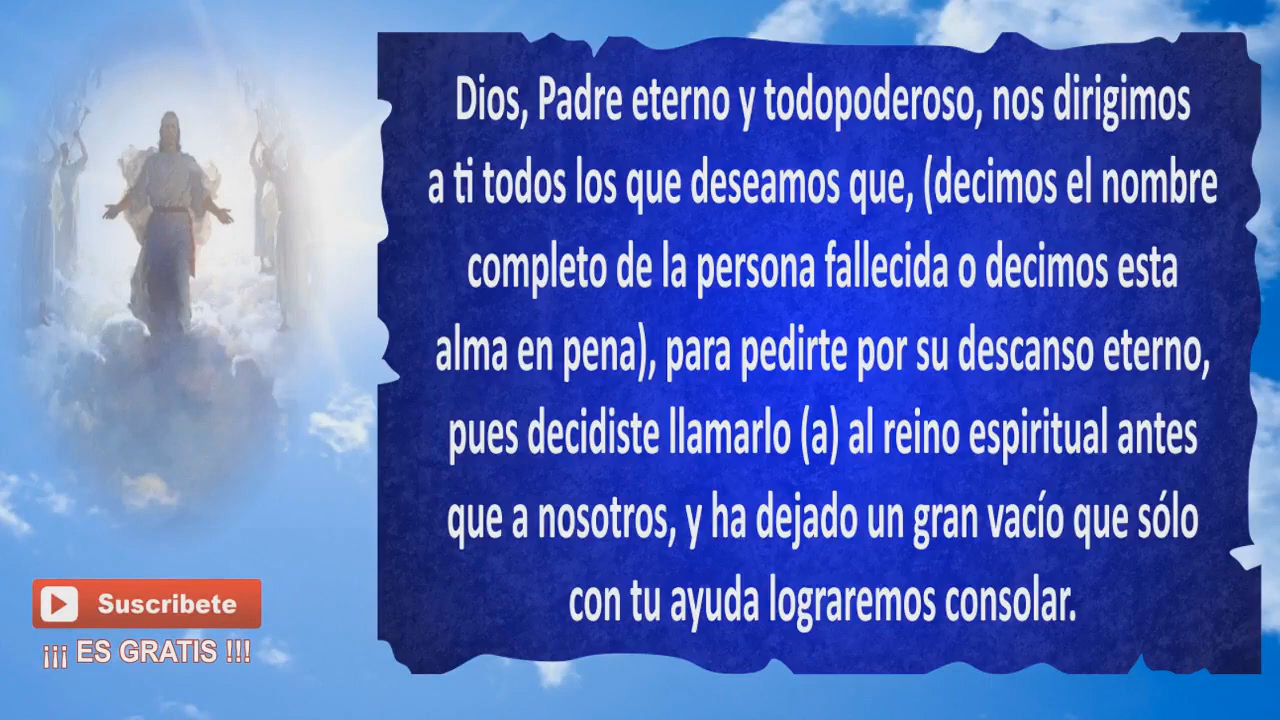 Dios, Padre eterno y todopoderoso, nos dirigimos
a ti todos los que deseamos que, (decimos el nombre
completo de la persona fallecida o decimos esta
alma en pena), para pedirte por su descanso eterno,
pues decidiste llamarlo (a) al reino espiritual antes
que a nosotros, y ha dejado un gran vacío que sólo
con tu ayuda lograremos consolar.
Suscribete
¡¡¡ ES GRATIS !!!